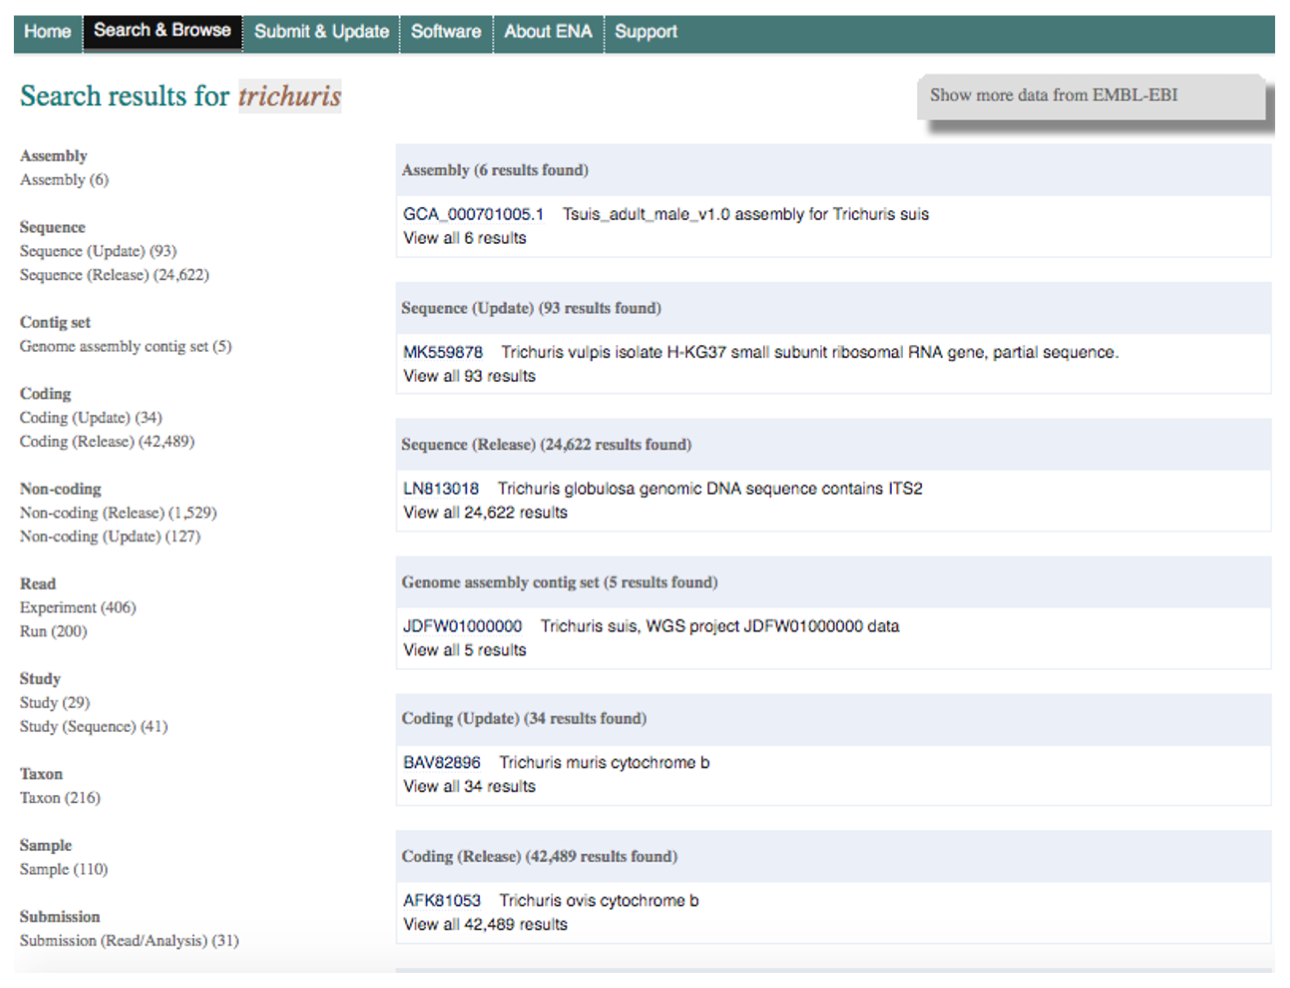 Home Search & Browse Submit & Update Software About ENA Support
Search results for trichuris
Show more data from EMBL-EBI
Assembly
Assembly (6)
Sequence
Sequence (Update) (93)
Sequence (Release) (24,622)
Contig set
Genome assembly contig set (5)
Coding
Coding (Update) (34)
Coding (Release) (42,489)
Non-coding
Non-coding (Release) (1,529)
Non-coding (Update) (127)
Read
Experiment (406)
Run (200)
Study
Study (29)
Study (Sequence) (41)
Taxon
Taxon (216)
Sample
Sample (110)
Submission
Submission (Read/Analysis) (31)
Assembly (6 results found)
GCA_000701005.1 Tsuis_adult_male_v1.0 assembly for Trichuris suis
View all 6 results
Sequence (Update) (93 results found)
MK559878 Trichuris vulpis isolate H-KG37 small subunit ribosomal RNA gene, partial sequence.
View all 93 results
Sequence (Release) (24,622 results found)
LN813018 Trichuris globulosa genomic DNA sequence contains ITS2
View all 24,622 results
Genome assembly contig set (5 results found)
JDFW01000000 Trichuris suis, WGS project JDFW01000000 data
View all 5 results
Coding (Update) (34 results found)
BAV82896 Trichuris muris cytochrome b
View all 34 results
Coding (Release) (42,489 results found)
AFK81053 Trichuris ovis cytochrome b
View all 42,489 results